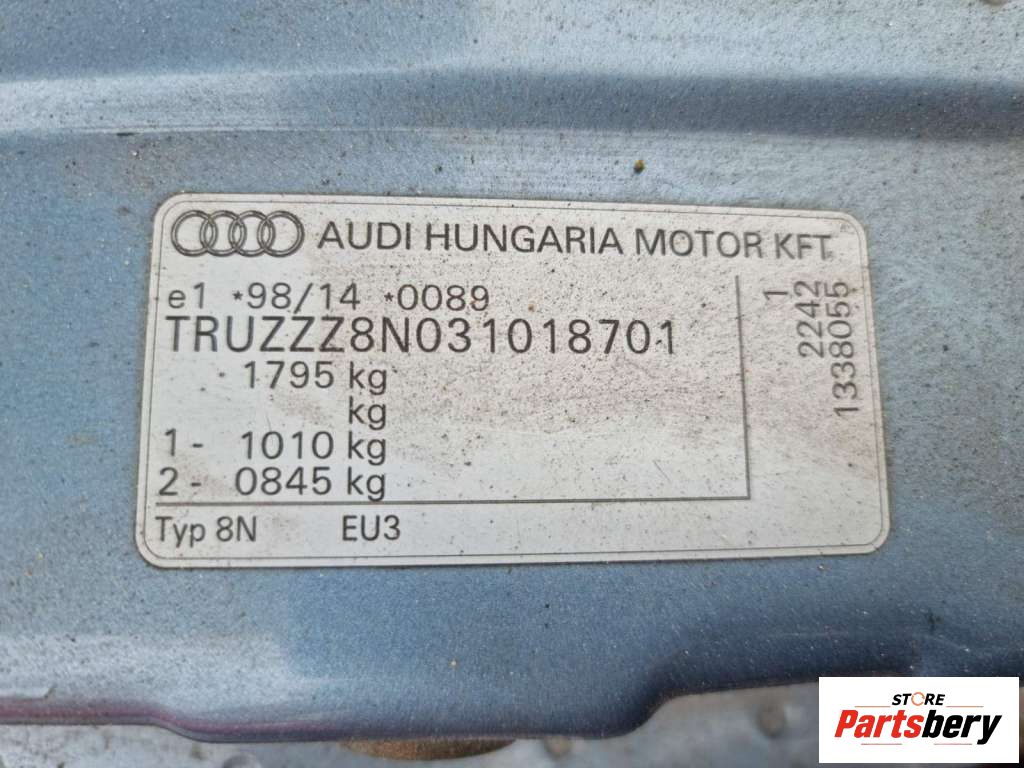 AUDI HUNGARIA MOTOR KFT
e1 *98/14 *0089
TRUZZZ8N031018701
1795 kg
kg
1- 1010 kg
2- 0845 kg
Typ 8N EU3
1
2242
1338055
STORE
Partsbery